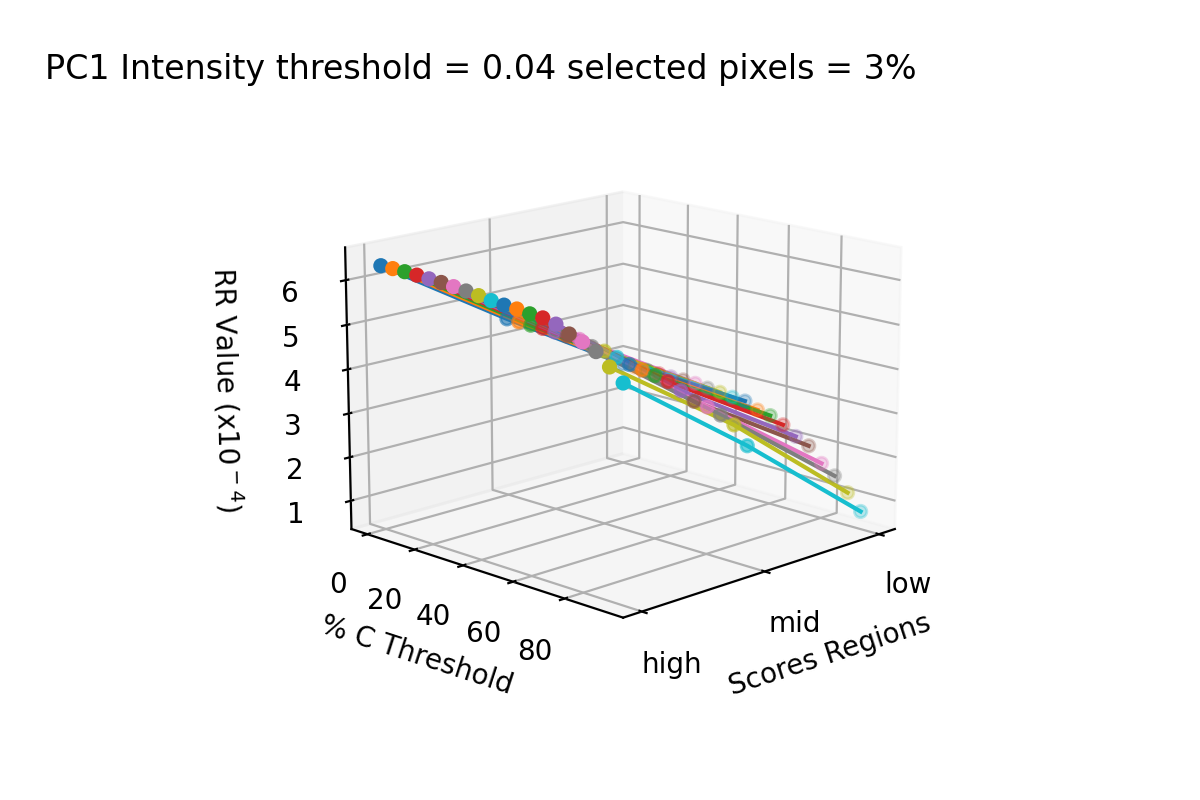 PC1 Intensity threshold = 0.04 selected pixels = 3%
RR Value (x10⁻⁴)
6
5
4
3
2
1
0
20
40
60
80
% C Threshold
high
mid
low
Scores Regions